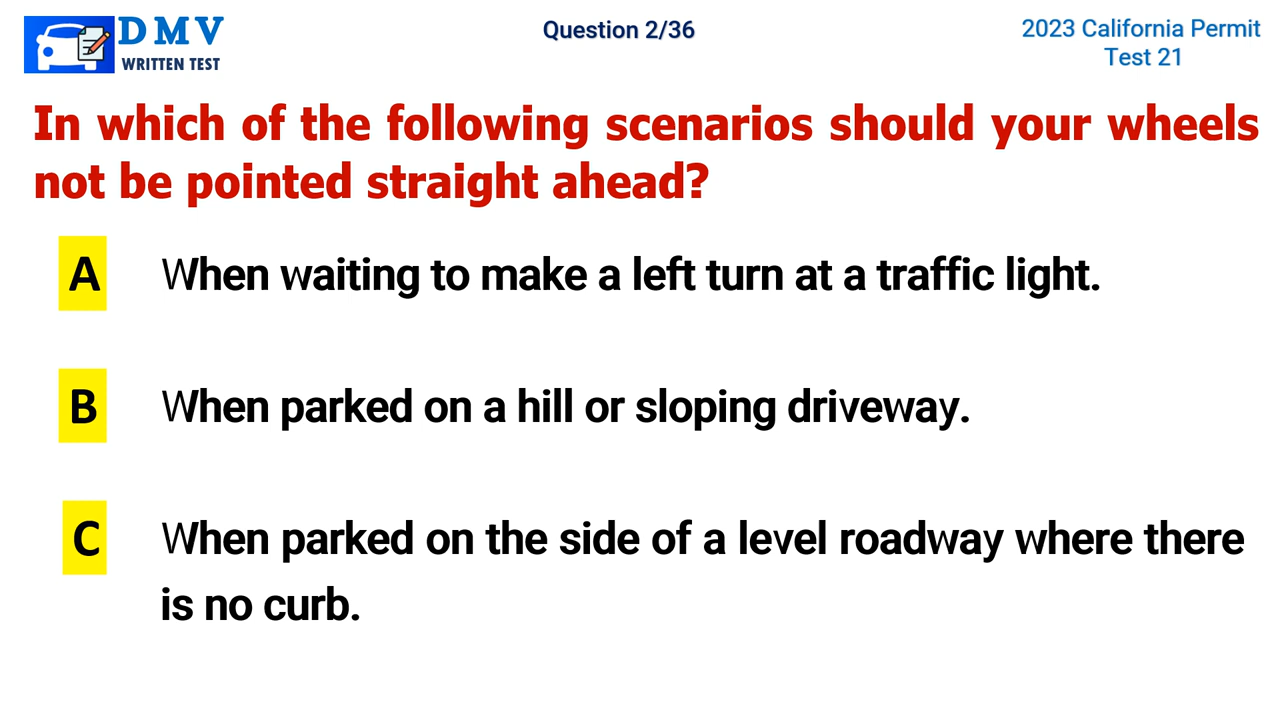 DMV
WRITTEN TEST
Question 2/36
2023 California Permit
Test 21
In which of the following scenarios should your wheels
not be pointed straight ahead?
A When waiting to make a left turn at a traffic light.
B When parked on a hill or sloping driveway.
C When parked on the side of a level roadway where there
is no curb.